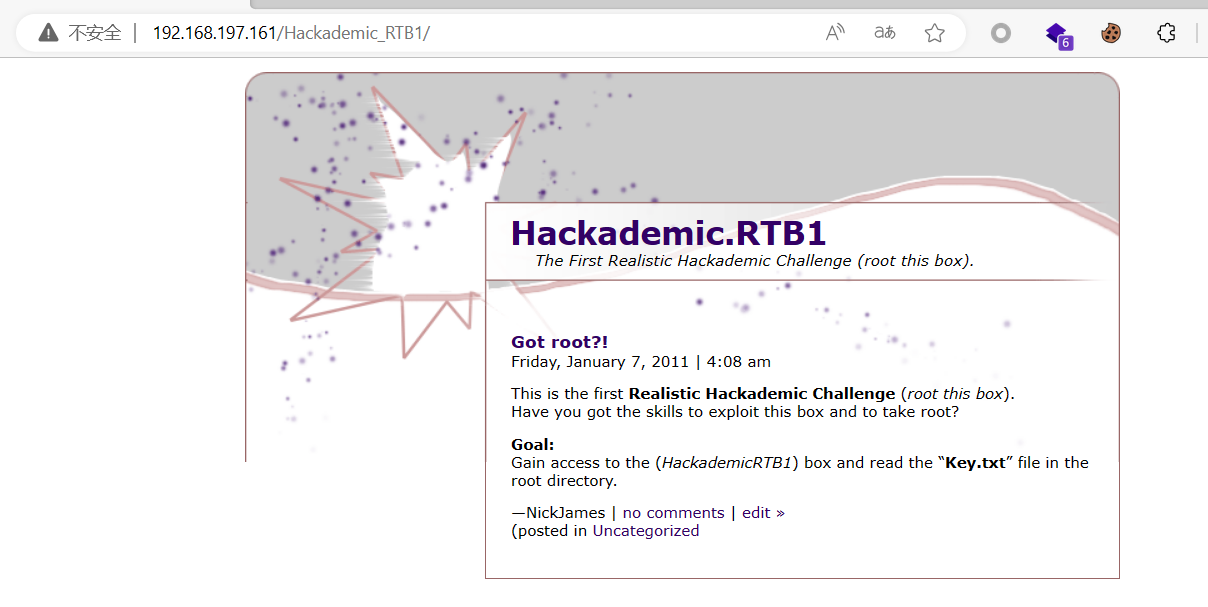 不安全 | 192.168.197.161/Hackademic_RTB1/ A aあ
6
Hackademic.RTB1
The First Realistic Hackademic Challenge (root this box).
Got root?!
Friday, January 7, 2011 | 4:08 am
This is the first Realistic Hackademic Challenge (root this box).
Have you got the skills to exploit this box and to take root?
Goal:
Gain access to the (HackademicRTB1) box and read the “Key.txt” file in the
root directory.
—NickJames | no comments | edit »
(posted in Uncategorized